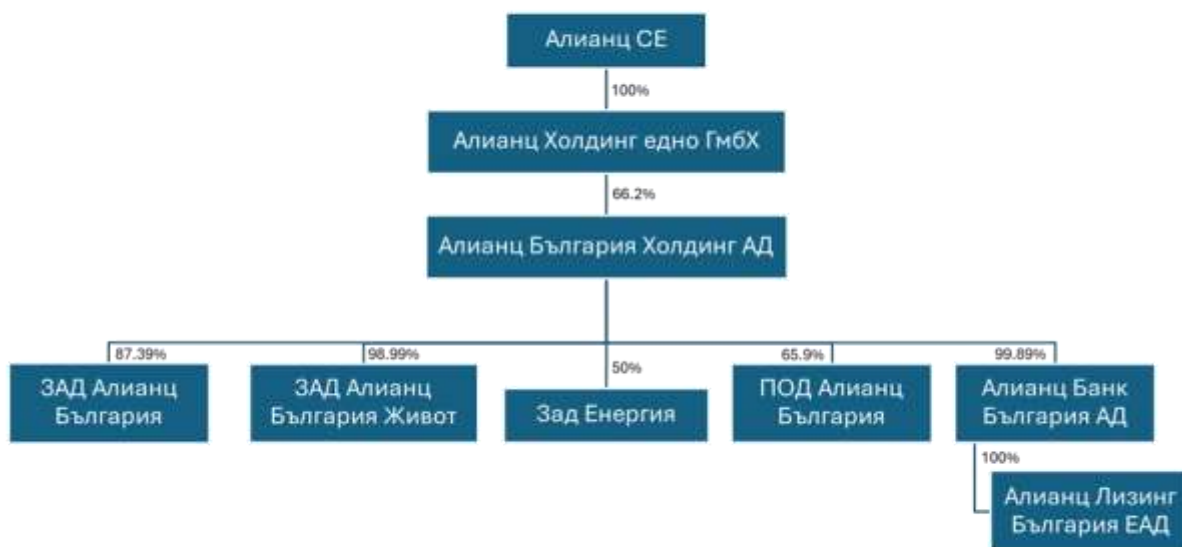 Алианц СЕ
100%
Алианц Холдинг едно ГмбХ
66.2%
Алианц България Холдинг АД
87.39%
98.99%
50%
65.9%
99.89%
ЗАД Алианц
България
ЗАД Алианц
България Живот
Зад Енергия
ПОД Алианц
България
Алианц Банк
България АД
100%
Алианц Лизинг
България ЕАД